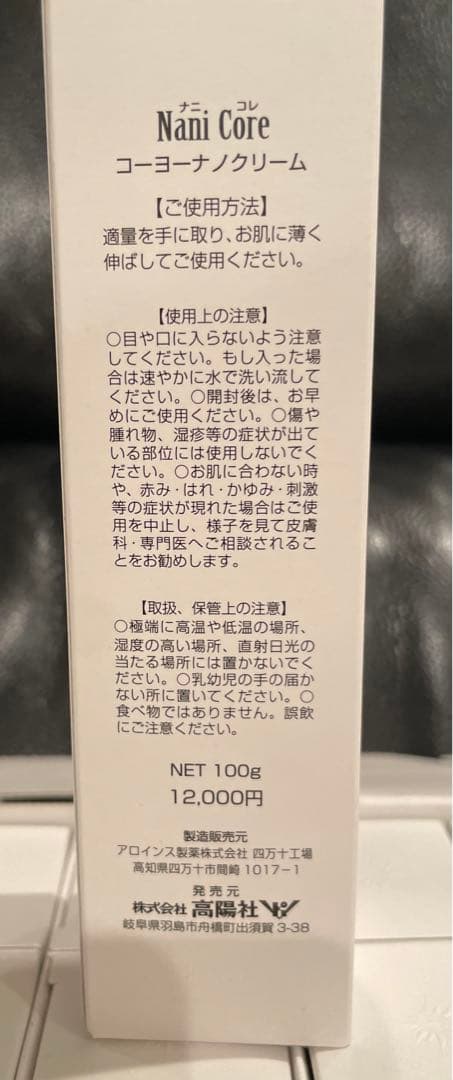 ナニ コレ
Nani Core
コーヨーナノクリーム
【ご使用方法】
適量を手に取り、お肌に薄く
伸ばしてご使用ください。
【使用上の注意】
○目や口に入らないよう注意
してください。もし入った場
合は速やかに水で洗い流して
ください。○開封後は、お早
めにご使用ください。○傷や
腫れ物、湿疹等の症状が出て
いる部位には使用しないでく
ださい。○お肌に合わない時
や、赤み・はれ・かゆみ・刺激
等の症状が現れた場合はご使
用を中止し、様子を見て皮膚
科・専門医へご相談されるこ
とをお勧めします。
【取扱、保管上の注意】
○極端に高温や低温の場所、
湿度の高い場所、直射日光の
当たる場所には置かないでく
ださい。○乳幼児の手の届か
ない所に置いてください。○
食べ物ではありません。誤飲
にご注意ください。
NET 100g
12,000円
製造販売元
アロインス製薬株式会社 四万十工場
高知県四万十市間崎 1017-1
発売元
株式会社 高陽社
岐阜県羽島市舟橋町出須賀 3-38